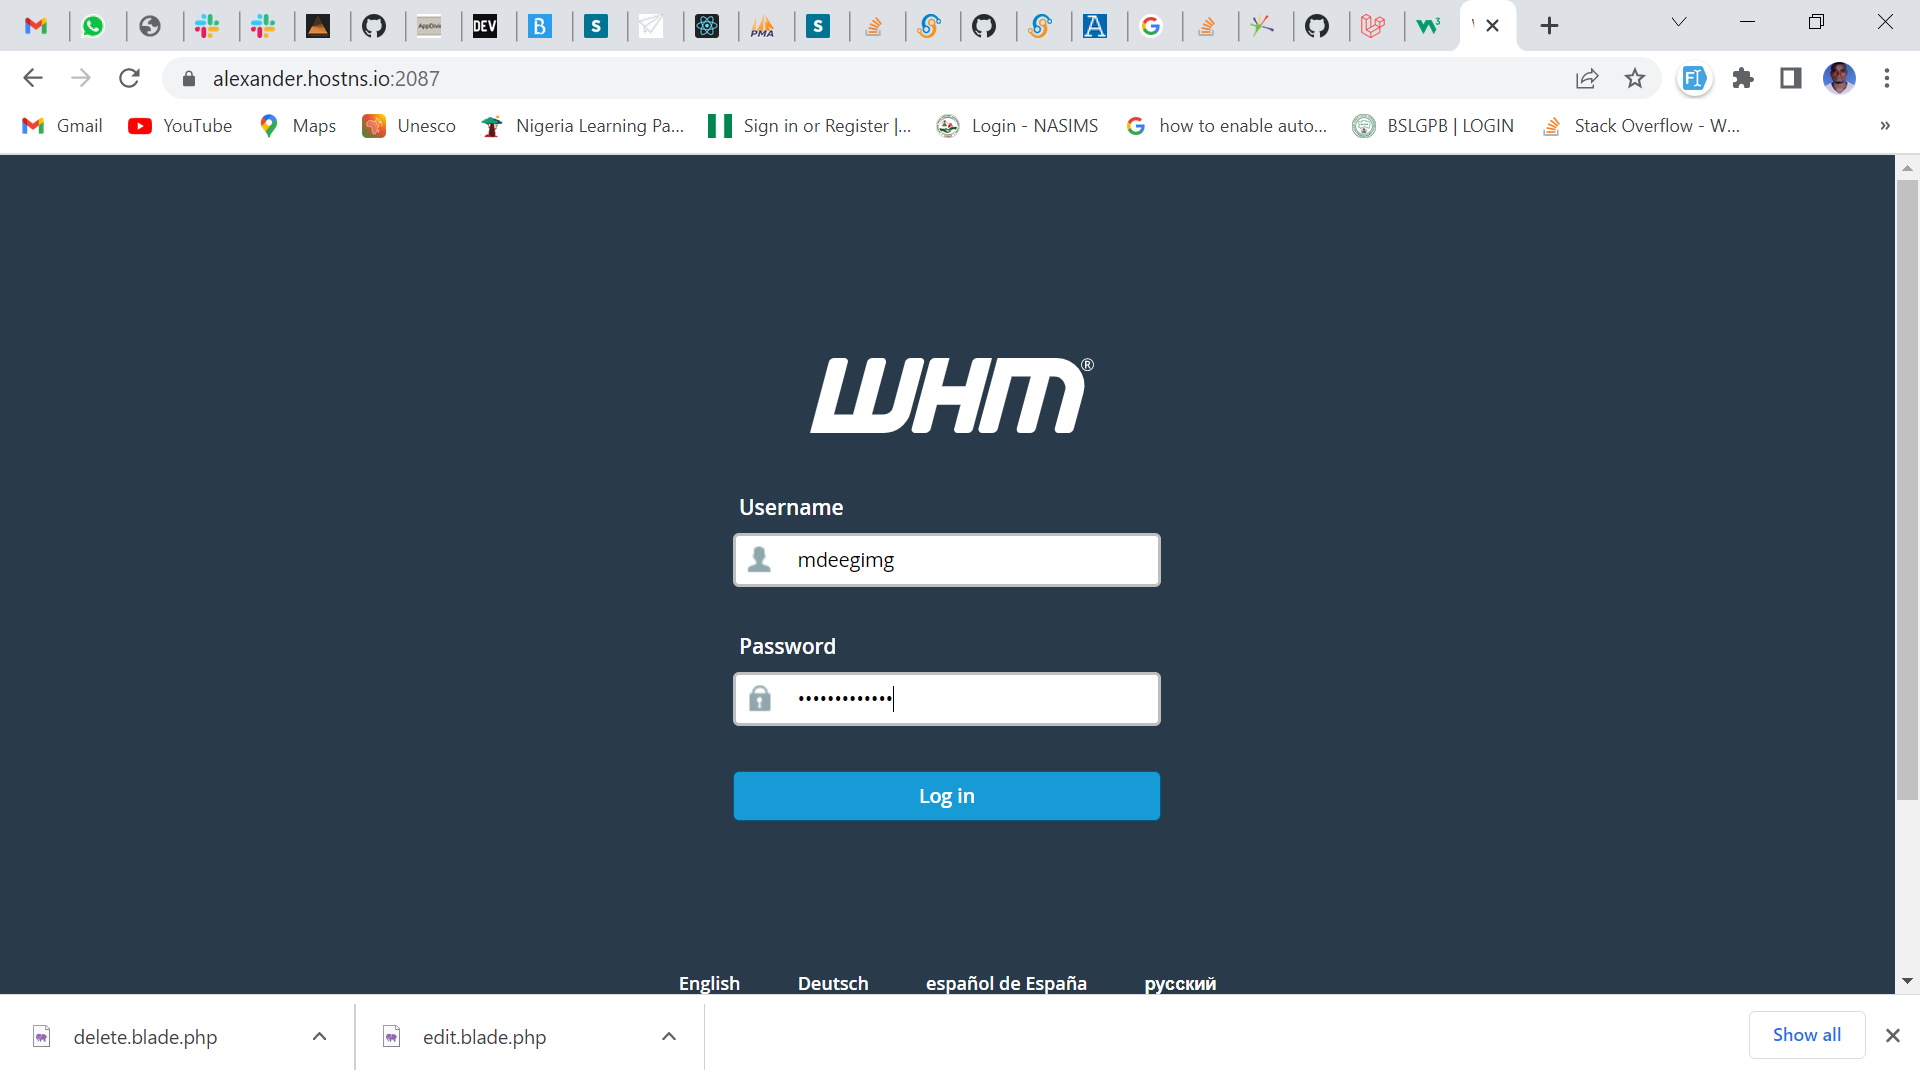 AppDivi DEV B S PMA S A
alexander.hostns.io:2087
Gmail YouTube Maps Unesco Nigeria Learning Pa... Sign in or Register |... Login - NASIMS how to enable auto... BSLGPB | LOGIN Stack Overflow - W...
WHM®
Username
mdeegimg
Password
•••••••••••••
Log in
English Deutsch español de España русский
delete.blade.php edit.blade.php Show all